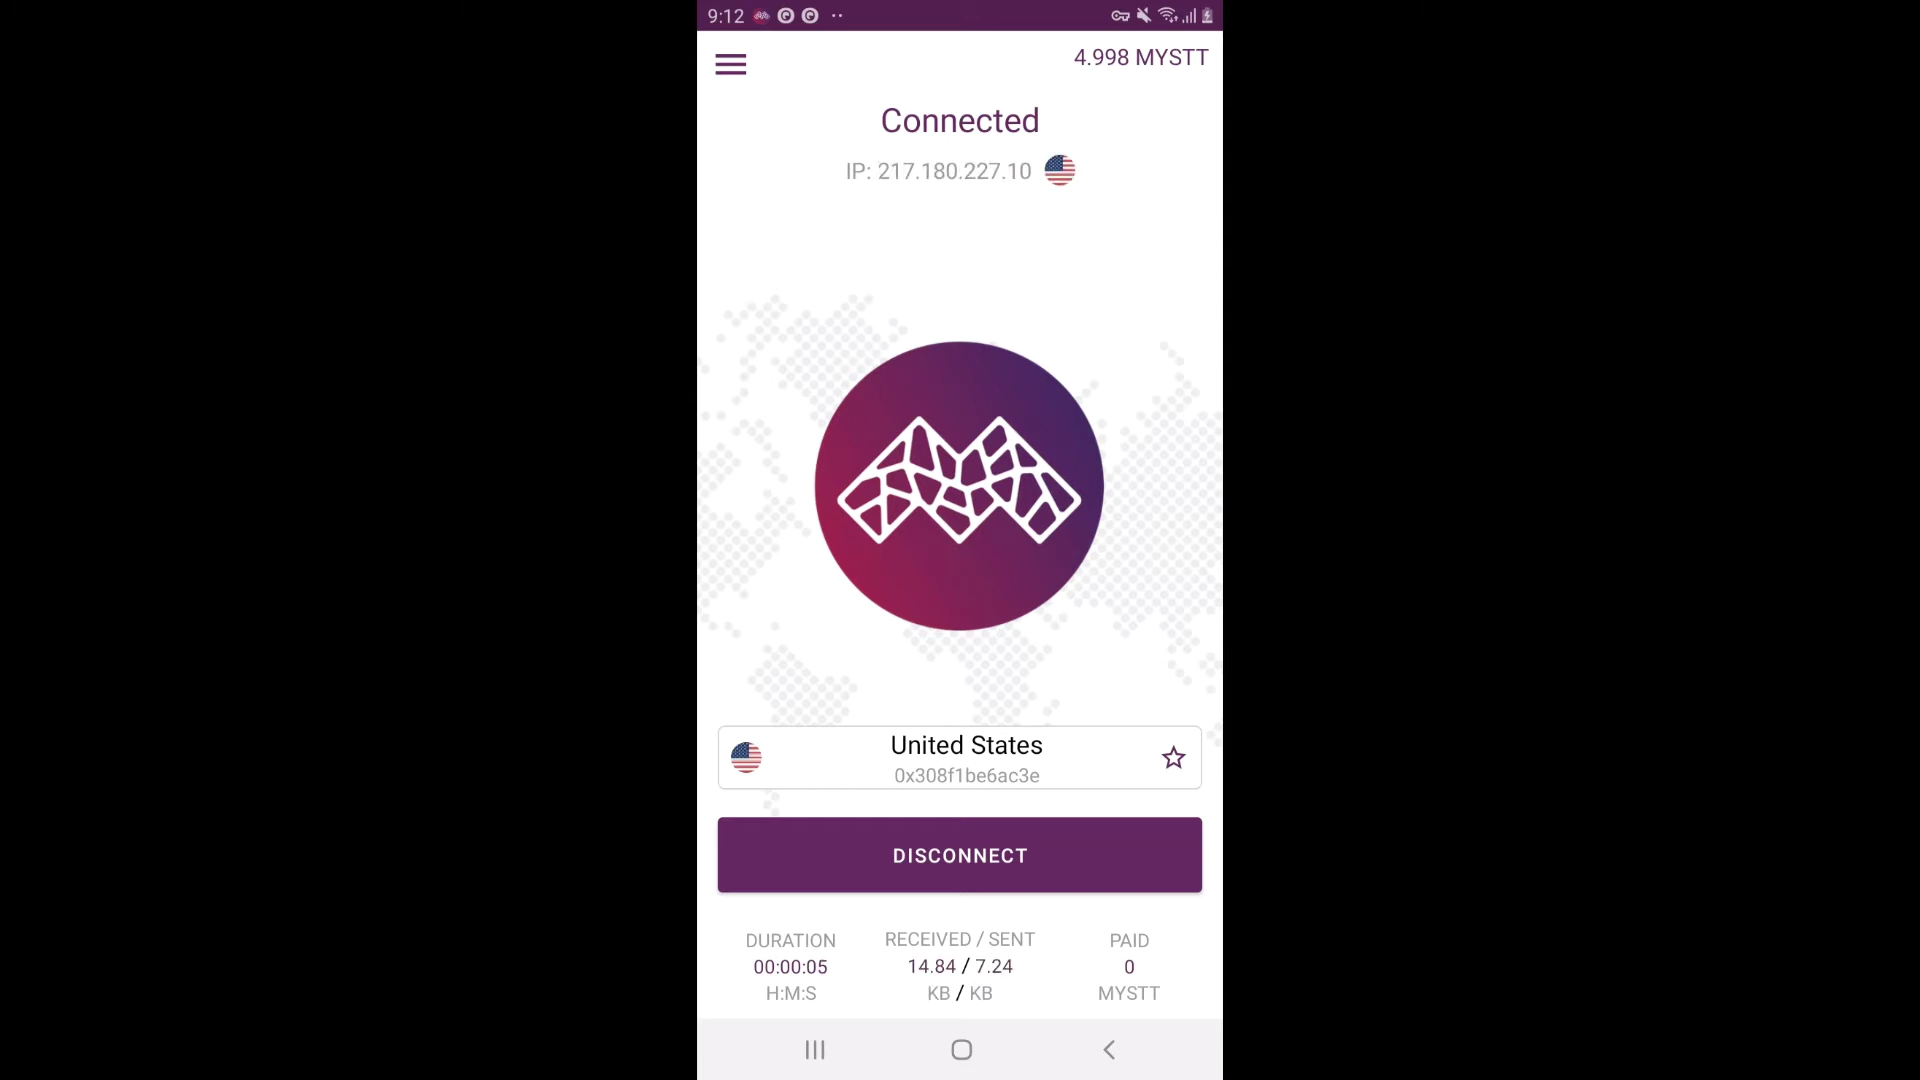 9:12
4.998 MYSTT
Connected
IP: 217.180.227.10
United States
0x308f1be6ac3e
DISCONNECT
DURATION RECEIVED / SENT PAID
00:00:05 14.84 / 7.24 0
H:M:S KB / KB MYSTT